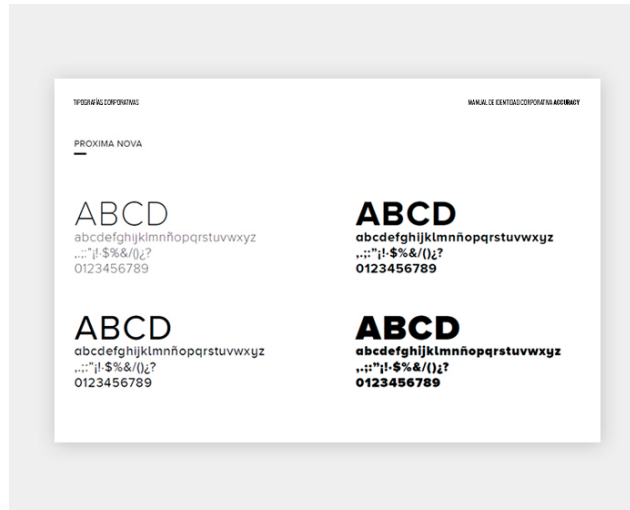 TIPOGRAFÍAS CORPORATIVAS
MANUAL DE IDENTIDAD CORPORATIVA ACCURACY
PROXIMA NOVA
ABCD
abcdefghijklmnñopqrstuvwxyz
,.;:"¡!·$%&/()¿?
0123456789
ABCD
abcdefghijklmnñopqrstuvwxyz
,.;:"¡!·$%&/()¿?
0123456789
ABCD
abcdefghijklmnñopqrstuvwxyz
,.;:"¡!·$%&/()¿?
0123456789
ABCD
abcdefghijklmnñopqrstuvwxyz
,.;:"¡!·$%&/()¿?
0123456789